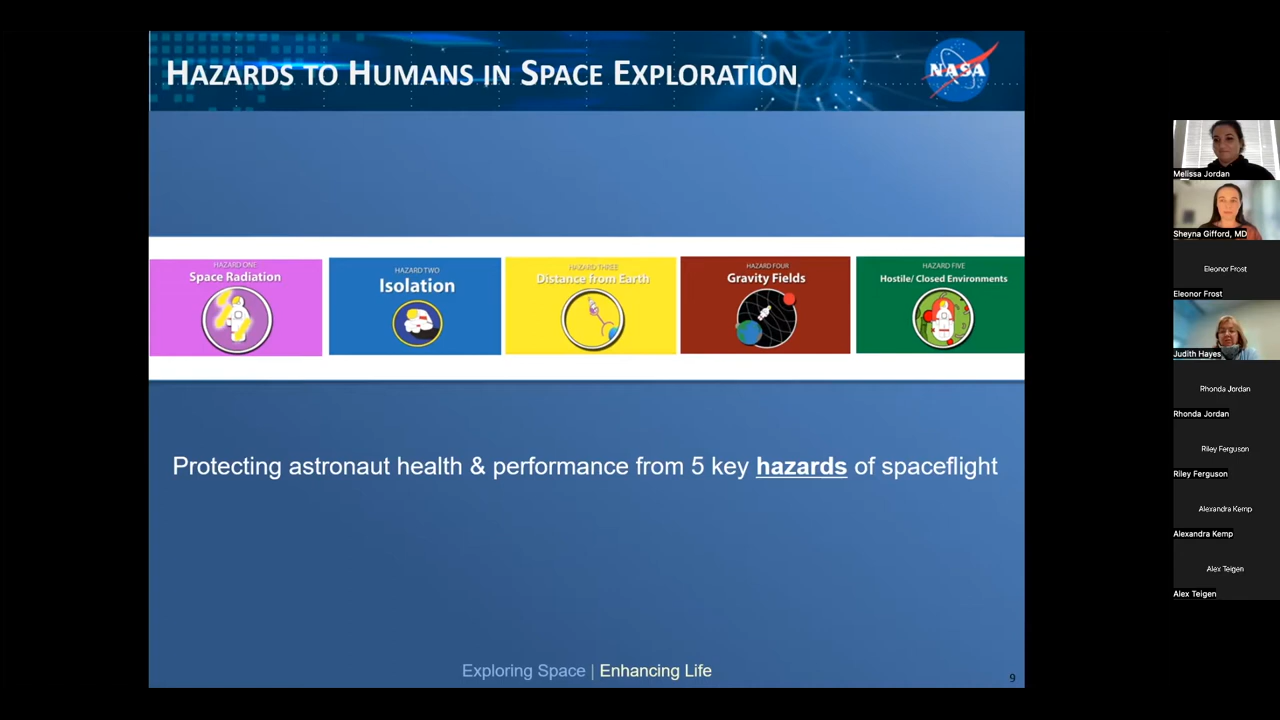 HAZARDS TO HUMANS IN SPACE EXPLORATION
NASA
HAZARD ONE
Space Radiation
HAZARD TWO
Isolation
HAZARD THREE
Distance from Earth
HAZARD FOUR
Gravity Fields
HAZARD FIVE
Hostile/ Closed Environments
Protecting astronaut health & performance from 5 key hazards of spaceflight
Exploring Space | Enhancing Life
9
Melissa Jordan
Sheyna Gifford, MD
Eleonor Frost
Eleonor Frost
Judith Hayes
Rhonda Jordan
Rhonda Jordan
Riley Ferguson
Riley Ferguson
Alexandra Kemp
Alexandra Kemp
Alex Teigen
Alex Teigen